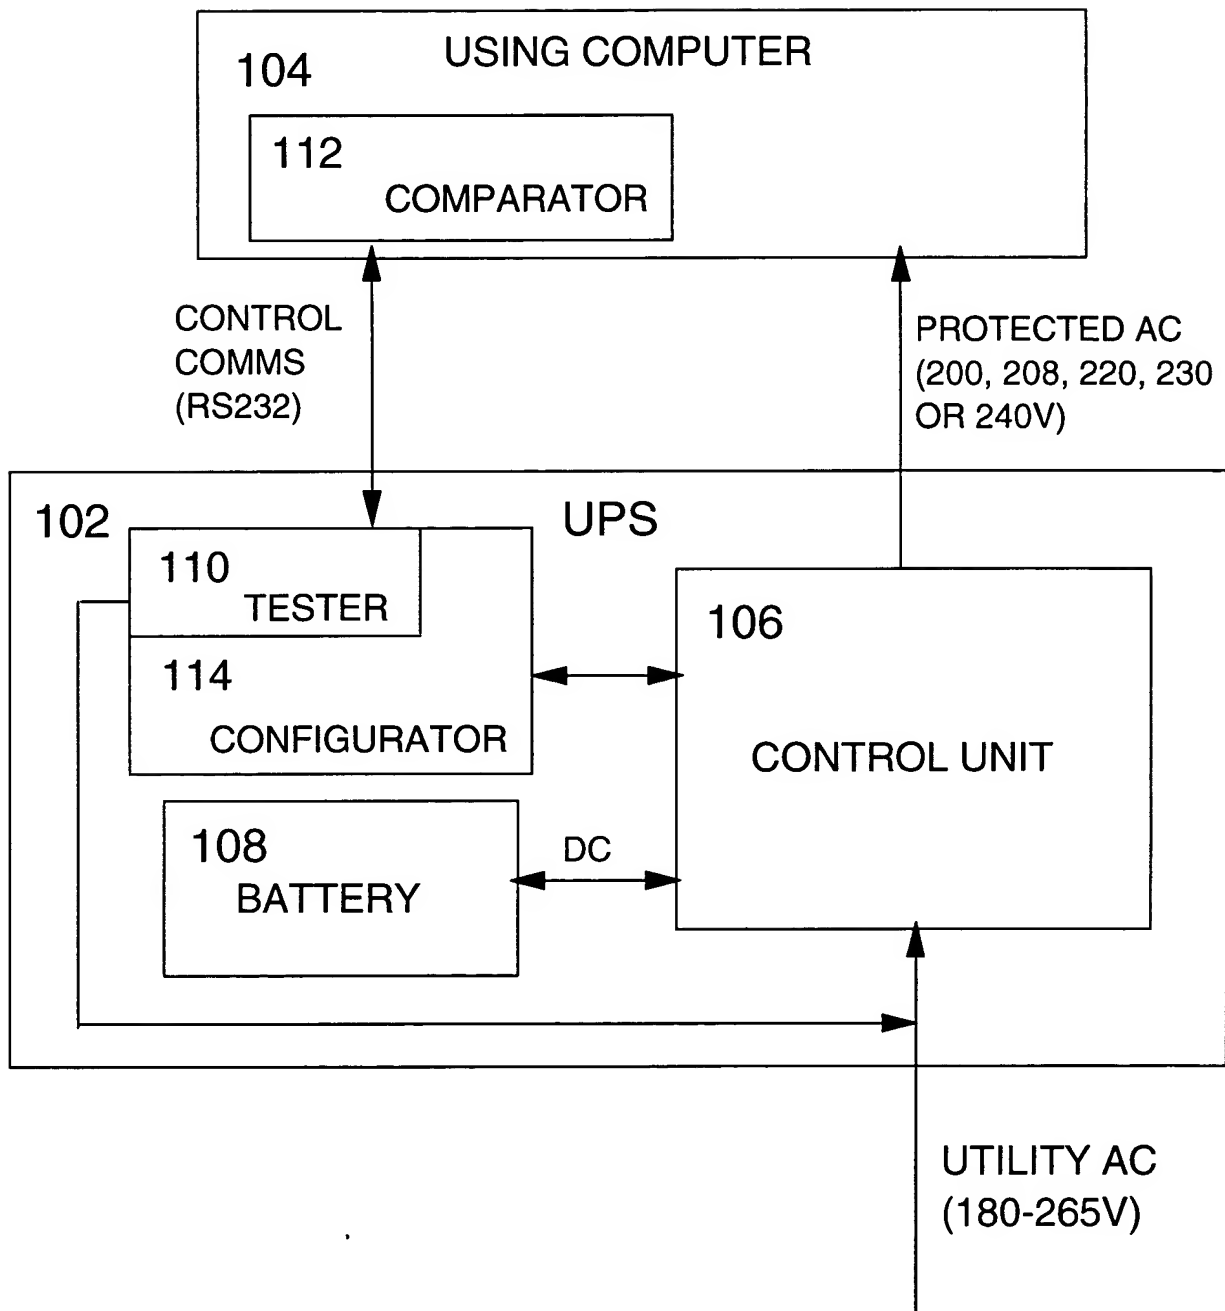 USING COMPUTER
104
112
COMPARATOR
CONTROL
COMMS
(RS232)
PROTECTED AC
(200, 208, 220, 230
OR 240V)
102
UPS
110
TESTER
106
114
CONFIGURATOR
CONTROL UNIT
108
BATTERY
DC
UTILITY AC
(180-265V)